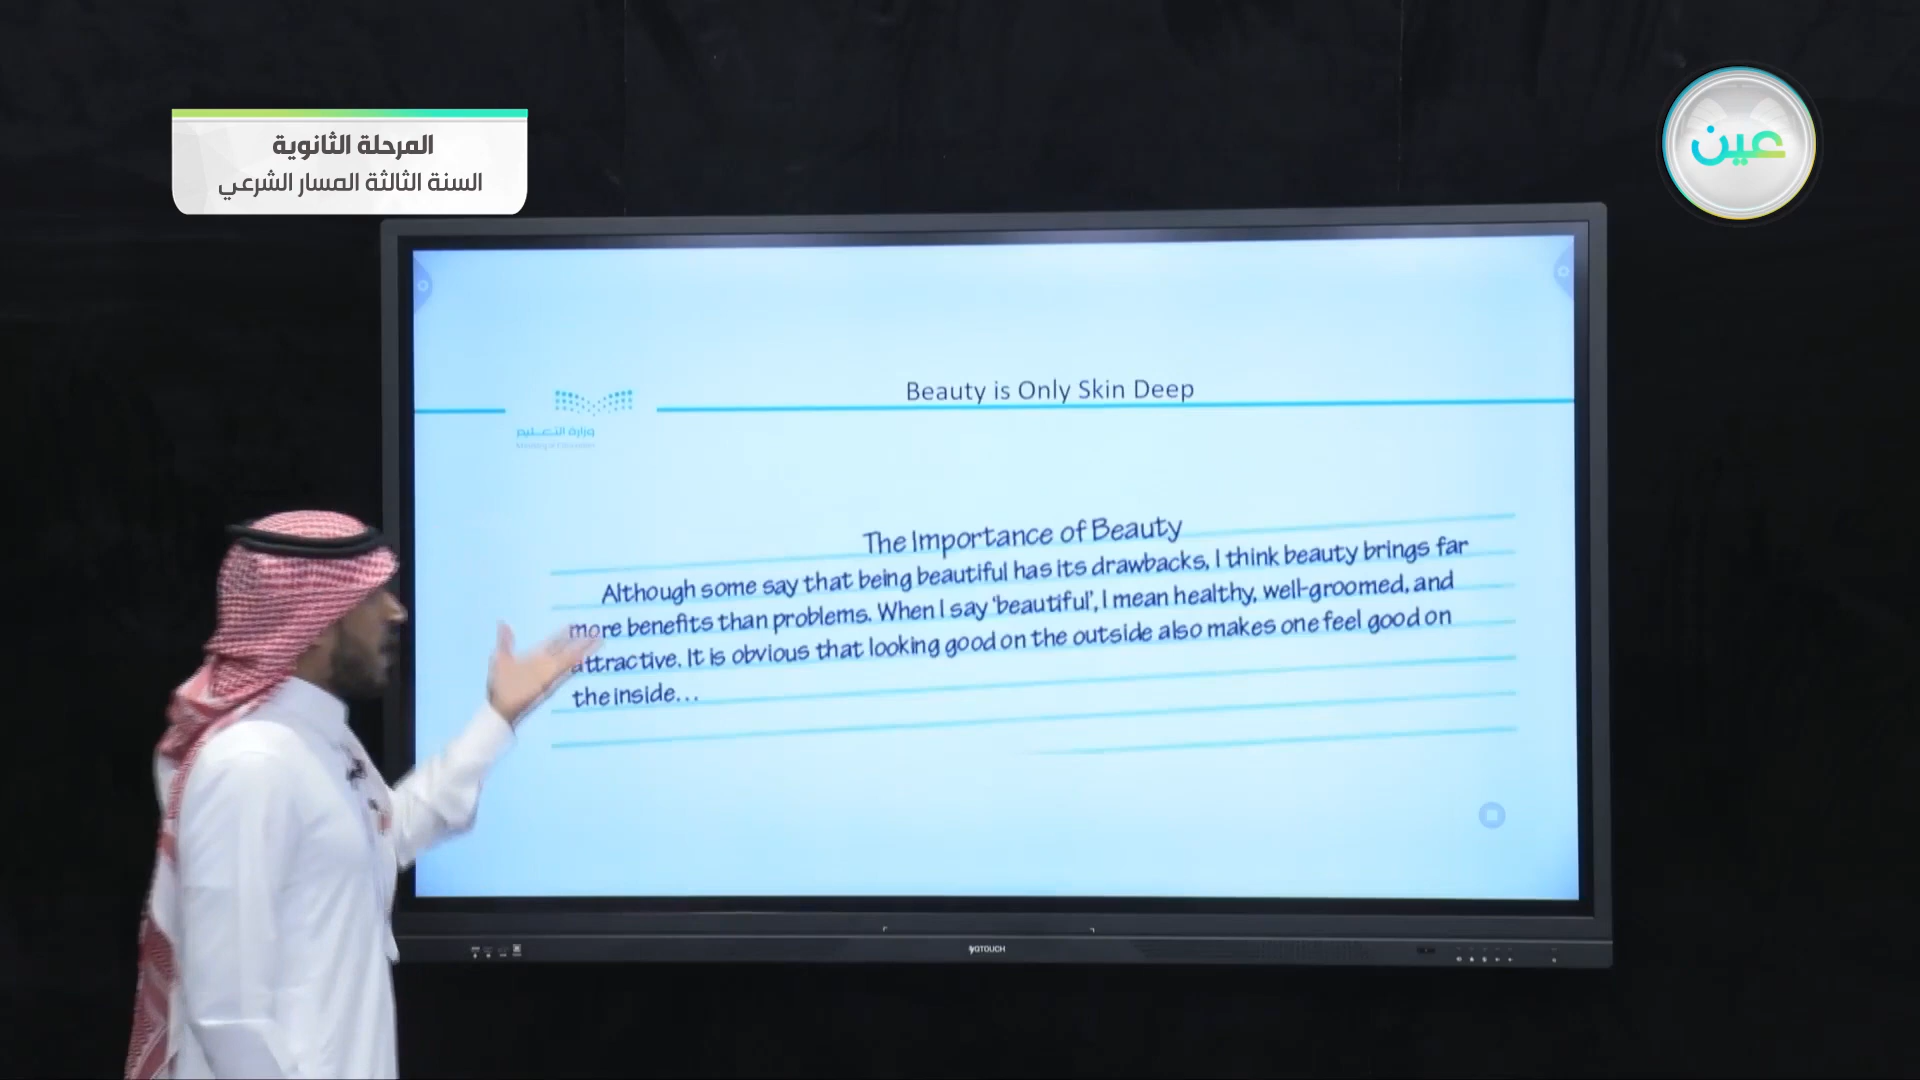 المرحلة الثانوية
السنة الثالثة المسار الشرعي
عين
Beauty is Only Skin Deep
وزارة التعليم
The Importance of Beauty
Although some say that being beautiful has its drawbacks, I think beauty brings far
more benefits than problems. When I say 'beautiful', I mean healthy, well-groomed, and
attractive. It is obvious that looking good on the outside also makes one feel good on
the inside...
YOTOUCH